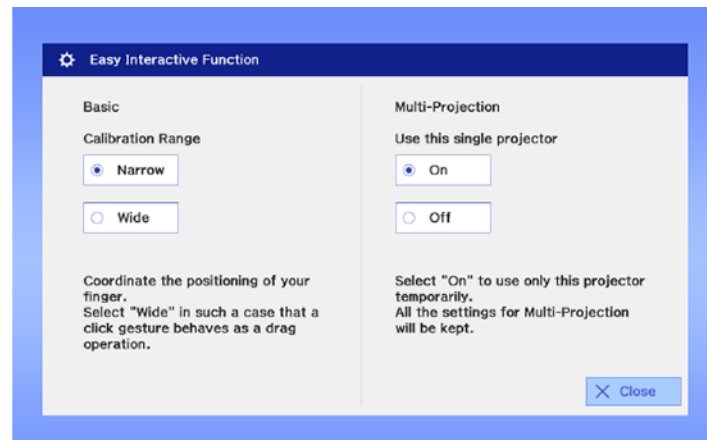 Easy Interactive Function
Basic
Calibration Range
Narrow
Wide
Coordinate the positioning of your
finger.
Select "Wide" in such a case that a
click gesture behaves as a drag
operation.
Multi-Projection
Use this single projector
On
Off
Select "On" to use only this projector
temporarily.
All the settings for Multi-Projection
will be kept.
Close